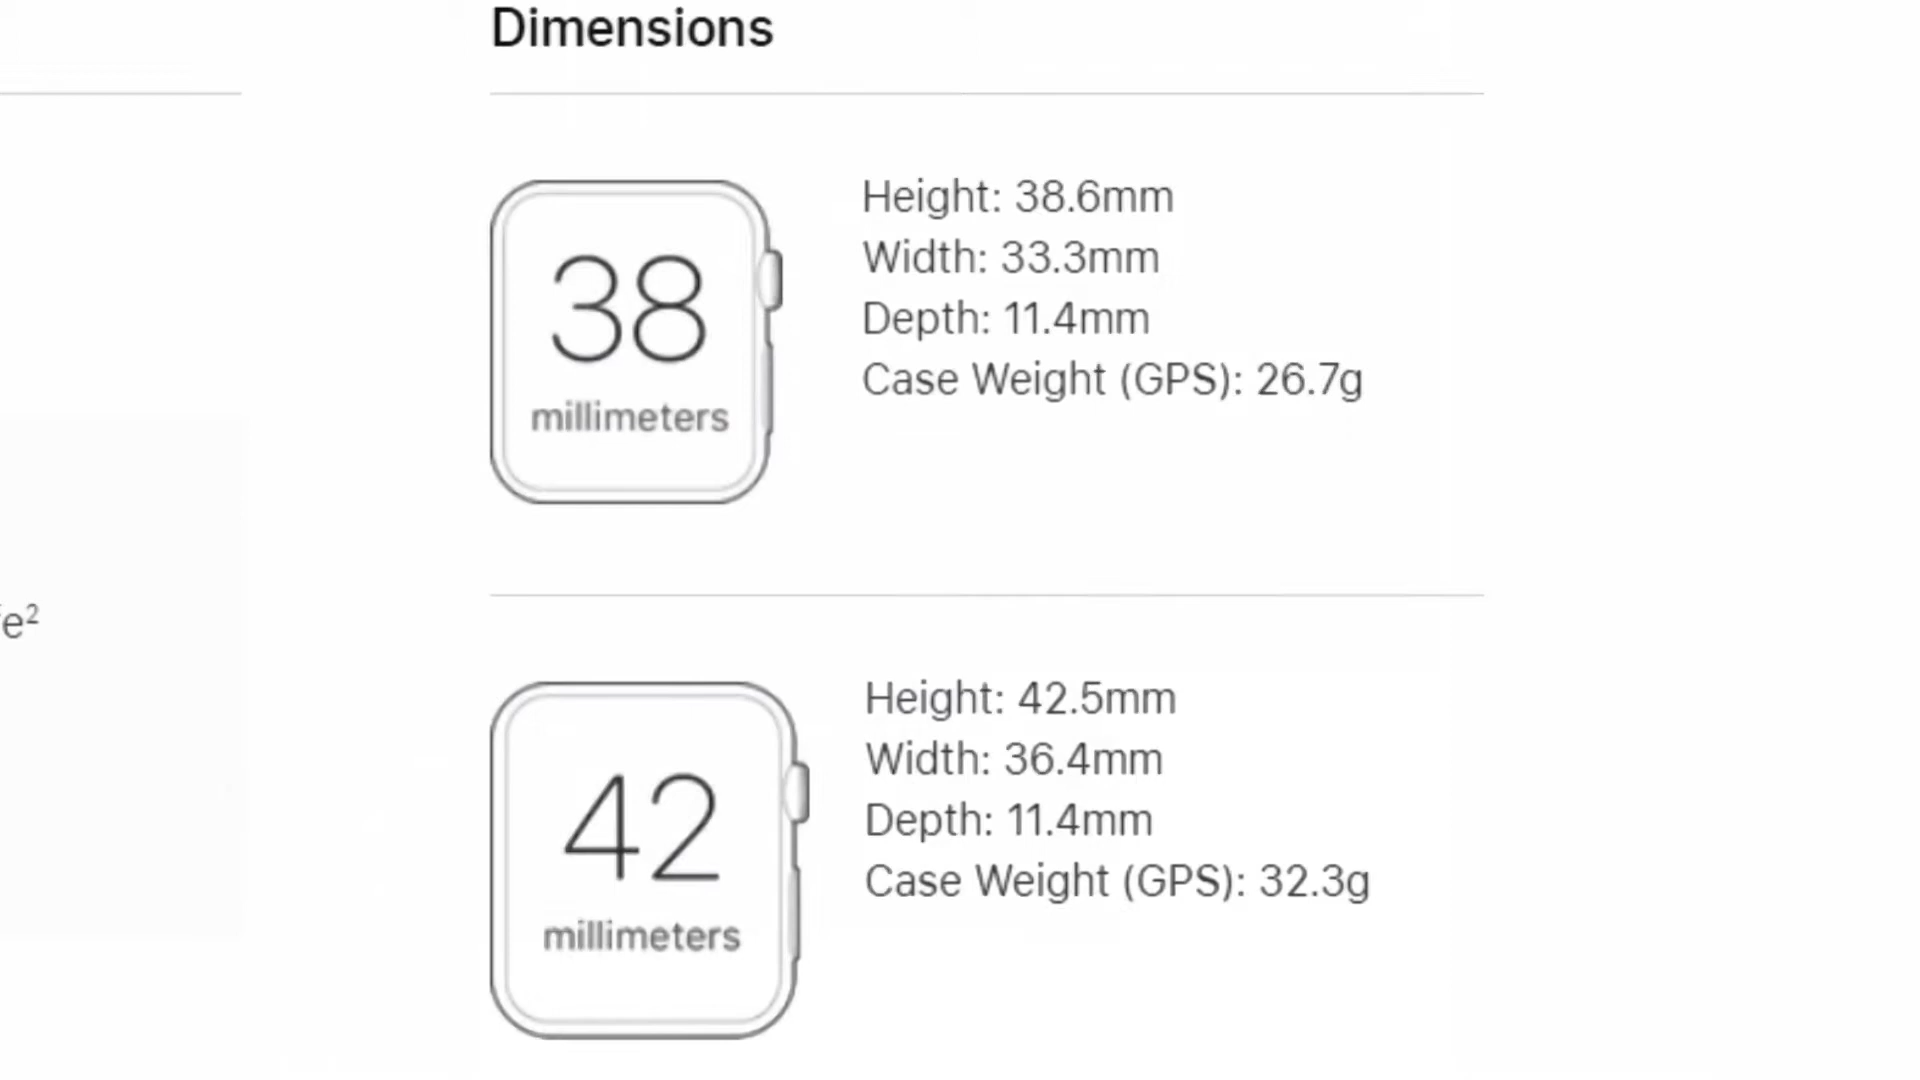 Dimensions
38
millimeters
Height: 38.6mm
Width: 33.3mm
Depth: 11.4mm
Case Weight (GPS): 26.7g
e²
42
millimeters
Height: 42.5mm
Width: 36.4mm
Depth: 11.4mm
Case Weight (GPS): 32.3g